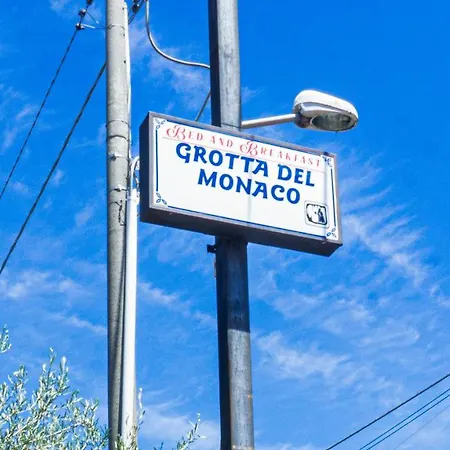 BED AND BREAKFAST
GROTTA DEL
MONACO